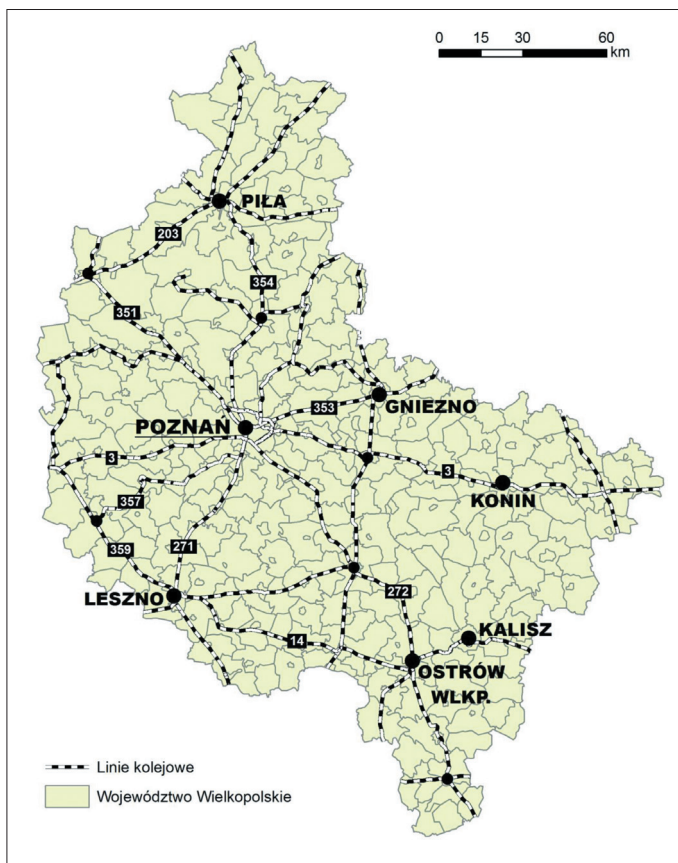 0 15 30 60
km
PIŁA
203
354
351
353
GNIEZNO
POZNAŃ
3
3
KONIN
357
271
359
272
LESZNO
KALISZ
14
OSTRÓW
WLKP.
Linie kolejowe
Województwo Wielkopolskie